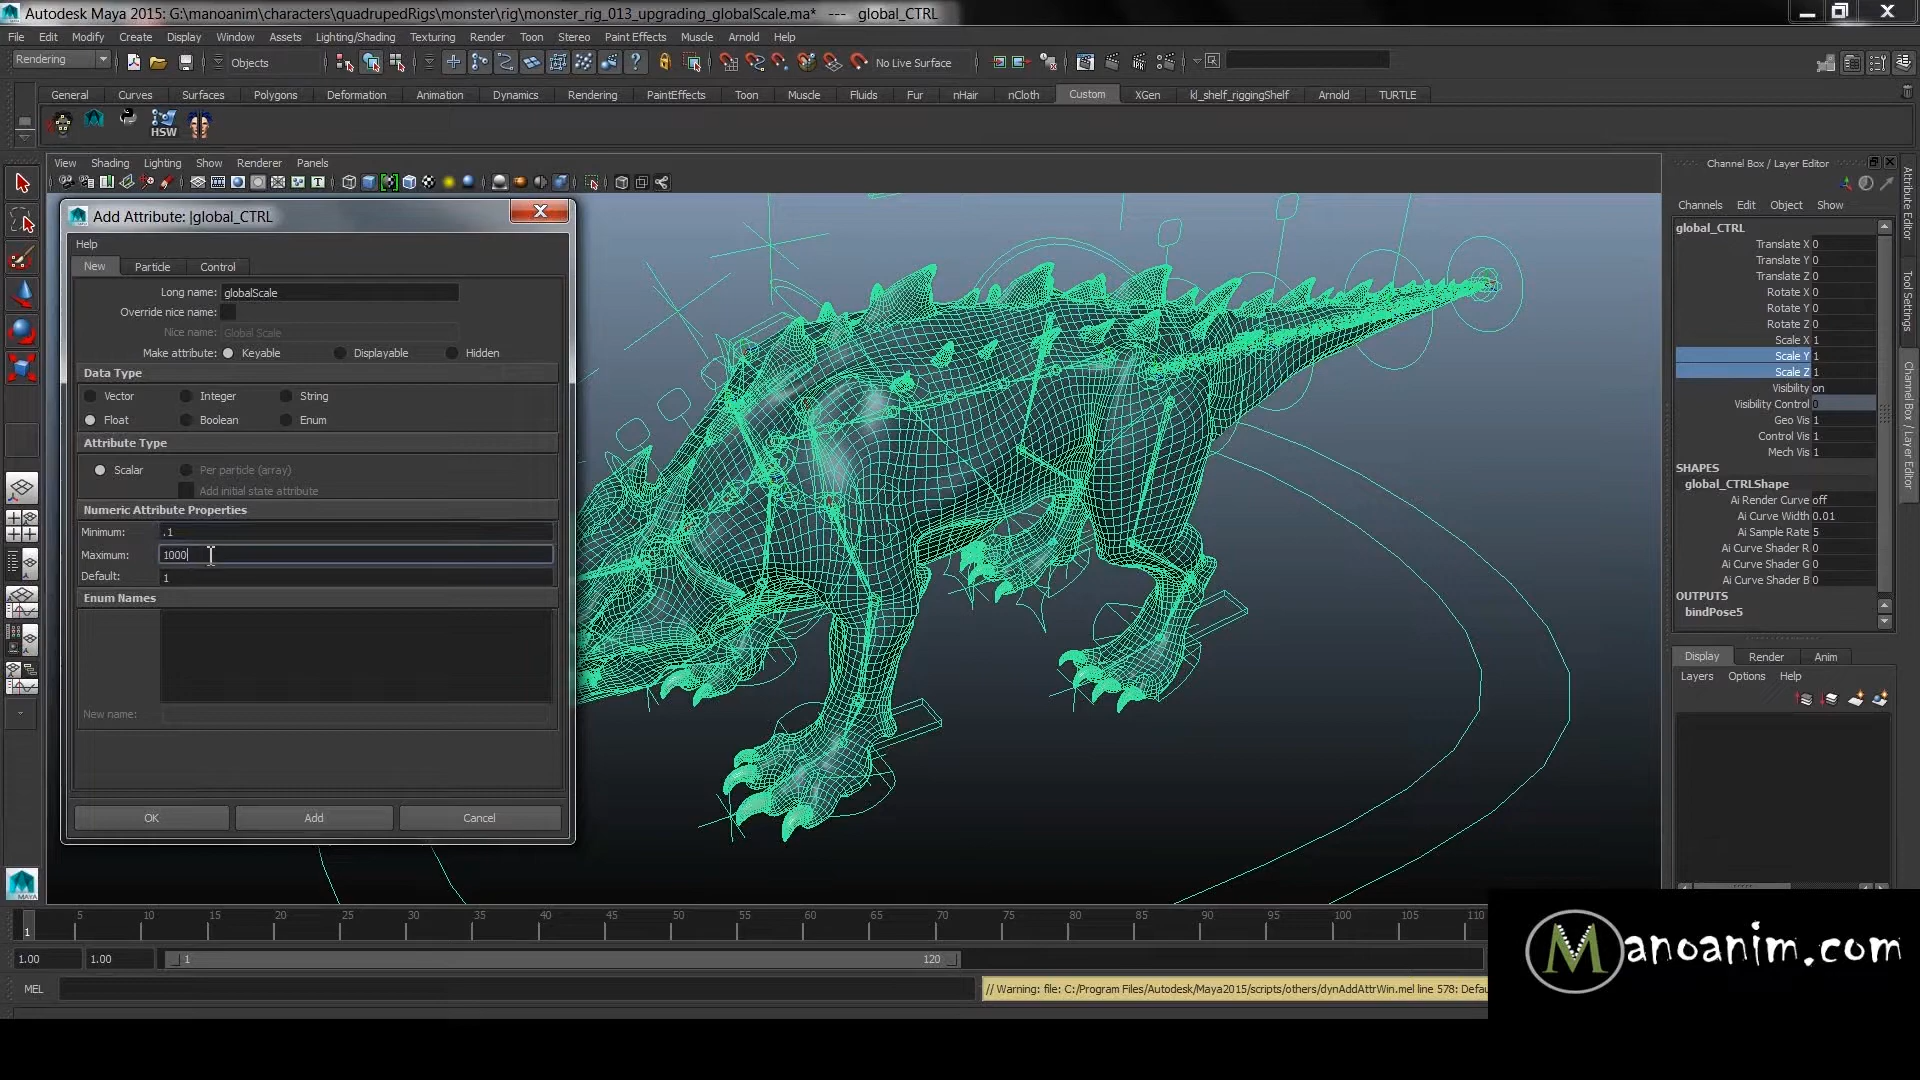 Autodesk Maya 2015: G:\manoanim\characters\quadrupedRigs\monster\rig\monster_rig_013_upgrading_globalScale.ma* --- global_CTRL
File Edit Modify Create Display Window Assets Lighting/Shading Texturing Render Toon Stereo Paint Effects Muscle Arnold Help
Rendering Objects No Live Surface
General Curves Surfaces Polygons Deformation Animation Dynamics Rendering PaintEffects Toon Muscle Fluids Fur nHair nCloth Custom XGen kl_shelf_riggingShelf Arnold TURTLE
HSW
View Shading Lighting Show Renderer Panels
Add Attribute: |global_CTRL
Help
New Particle Control
Long name: globalScale
Override nice name:
Nice name: Global Scale
Make attribute: Keyable Displayable Hidden
Data Type
Vector Integer String
Float Boolean Enum
Attribute Type
Scalar Per particle (array)
Add initial state attribute
Numeric Attribute Properties
Minimum: .1
Maximum: 1000
Default: 1
Enum Names
New name:
OK Add Cancel
Channel Box / Layer Editor
Channels Edit Object Show
global_CTRL
Translate X 0
Translate Y 0
Translate Z 0
Rotate X 0
Rotate Y 0
Rotate Z 0
Scale X 1
Scale Y 1
Scale Z 1
Visibility on
Visibility Control 0
Geo Vis 1
Control Vis 1
Mech Vis 1
SHAPES
global_CTRLShape
Ai Render Curve off
Ai Curve Width 0.01
Ai Sample Rate 5
Ai Curve Shader R 0
Ai Curve Shader G 0
Ai Curve Shader B 0
OUTPUTS
bindPose5
Display Render Anim
Layers Options Help
Attribute Editor
Tool Settings
Channel Box / Layer Editor
MAYA
5 10 15 20 25 30 35 40 45 50 55 60 65 70 75 80 85 90 95 100 105 110
1
1.00 1.00 1 120
MEL
// Warning: file: C:/Program Files/Autodesk/Maya2015/scripts/others/dynAddAttrWin.mel line 578: Defau
Manoanim.com